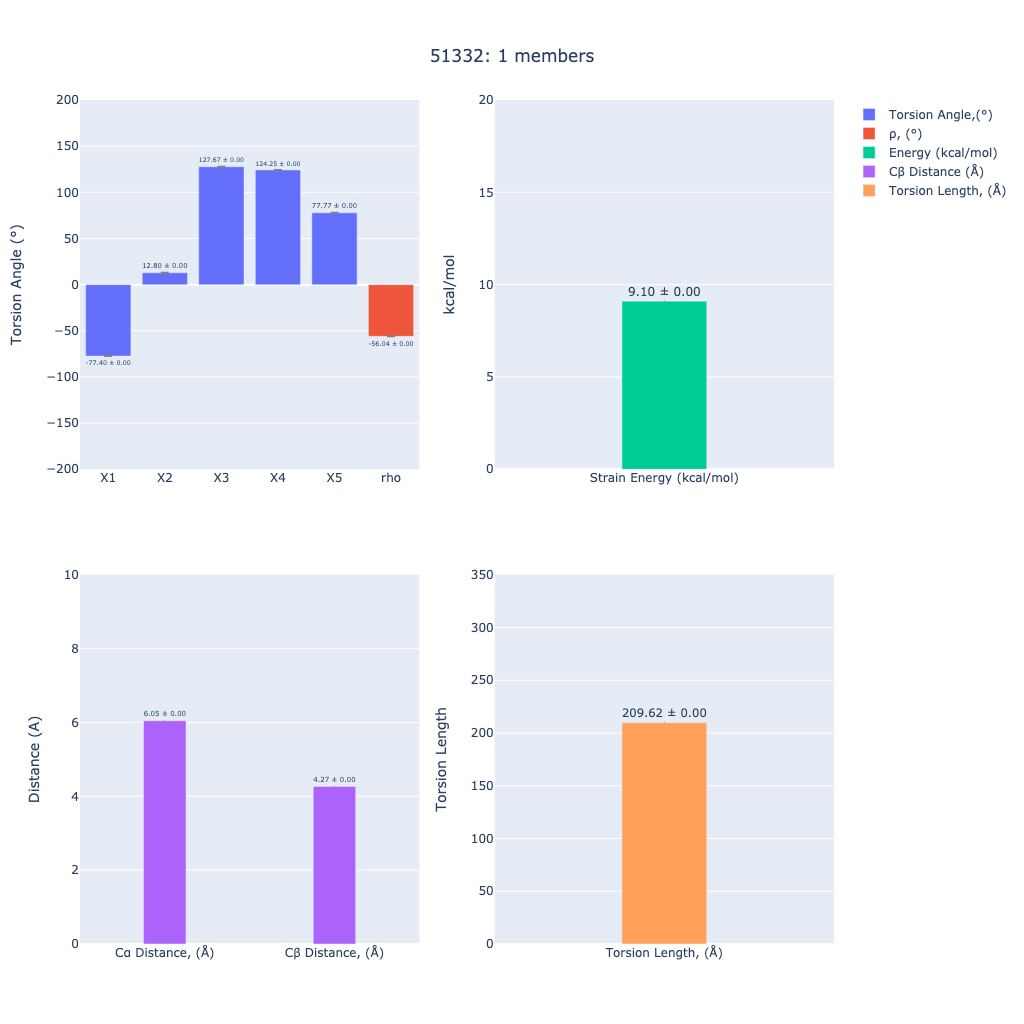 51332: 1 members
Torsion Angle (°)
200
150
100
50
0
−50
−100
−150
−200
-77.40 ± 0.00
12.80 ± 0.00
127.67 ± 0.00
124.25 ± 0.00
77.77 ± 0.00
-56.04 ± 0.00
X1 X2 X3 X4 X5 rho
kcal/mol
20
15
10
5
0
9.10 ± 0.00
Strain Energy (kcal/mol)
Torsion Angle,(°)
ρ, (°)
Energy (kcal/mol)
Cβ Distance (Å)
Torsion Length, (Å)
Distance (A)
10
8
6
4
2
0
6.05 ± 0.00
4.27 ± 0.00
Cα Distance, (Å) Cβ Distance, (Å)
Torsion Length
350
300
250
200
150
100
50
0
209.62 ± 0.00
Torsion Length, (Å)